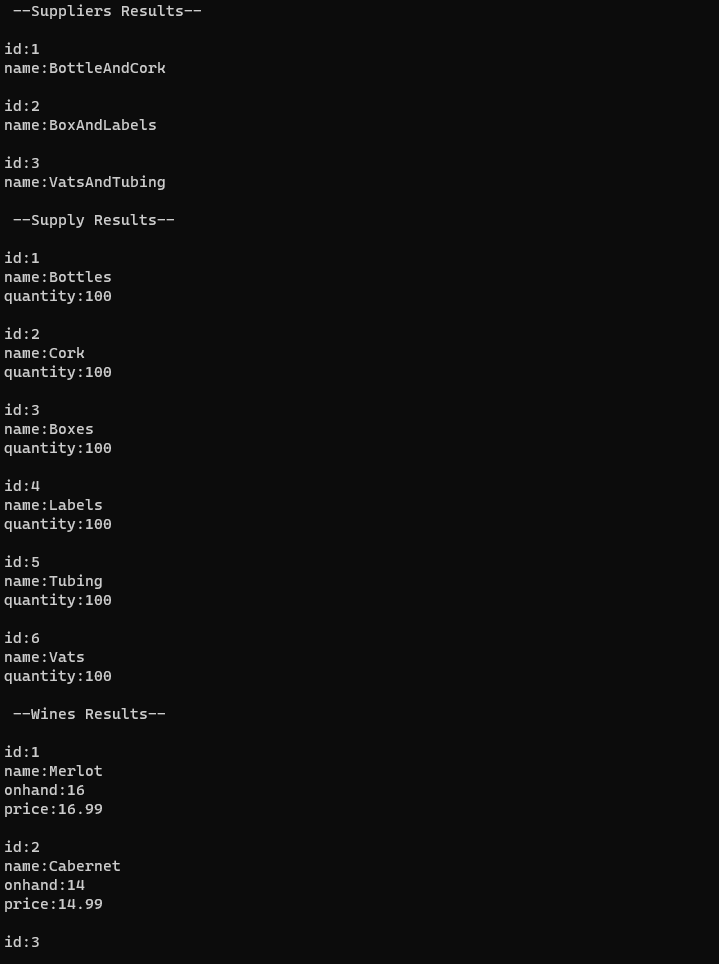 --Suppliers Results--
id:1
name:BottleAndCork
id:2
name:BoxAndLabels
id:3
name:VatsAndTubing
--Supply Results--
id:1
name:Bottles
quantity:100
id:2
name:Cork
quantity:100
id:3
name:Boxes
quantity:100
id:4
name:Labels
quantity:100
id:5
name:Tubing
quantity:100
id:6
name:Vats
quantity:100
--Wines Results--
id:1
name:Merlot
onhand:16
price:16.99
id:2
name:Cabernet
onhand:14
price:14.99
id:3